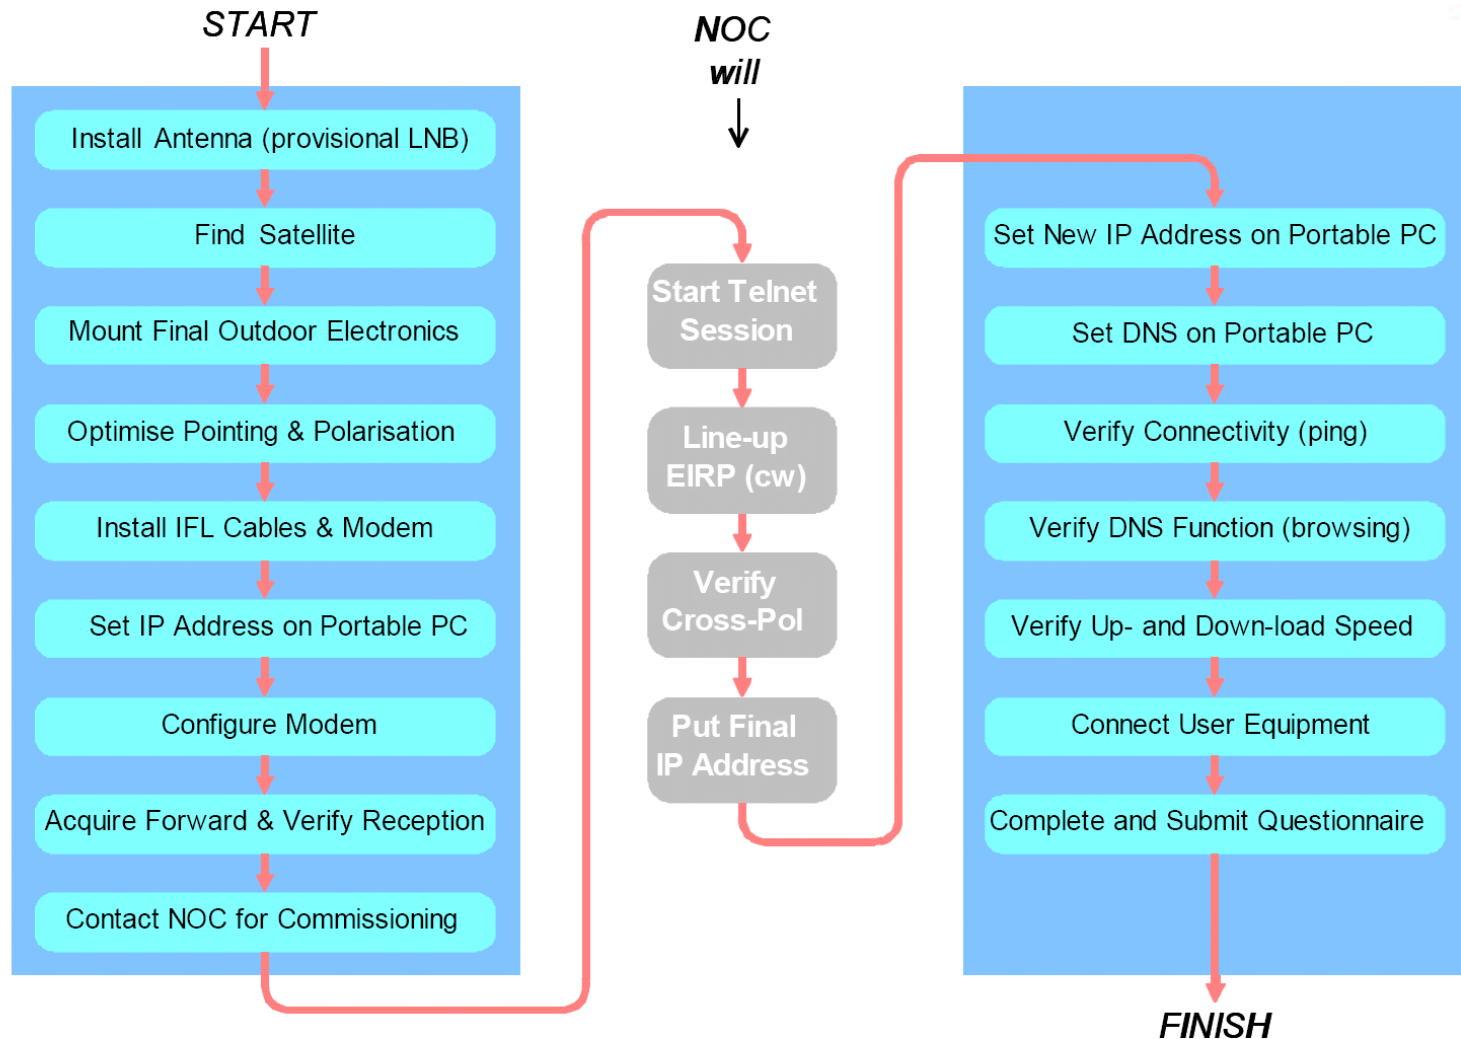 START
Install Antenna (provisional LNB)
Find Satellite
Mount Final Outdoor Electronics
Optimise Pointing & Polarisation
Install IFL Cables & Modem
Set IP Address on Portable PC
Configure Modem
Acquire Forward & Verify Reception
Contact NOC for Commissioning
NOC
will
Start Telnet
Session
Line-up
EIRP (cw)
Verify
Cross-Pol
Put Final
IP Address
Set New IP Address on Portable PC
Set DNS on Portable PC
Verify Connectivity (ping)
Verify DNS Function (browsing)
Verify Up- and Down-load Speed
Connect User Equipment
Complete and Submit Questionnaire
FINISH